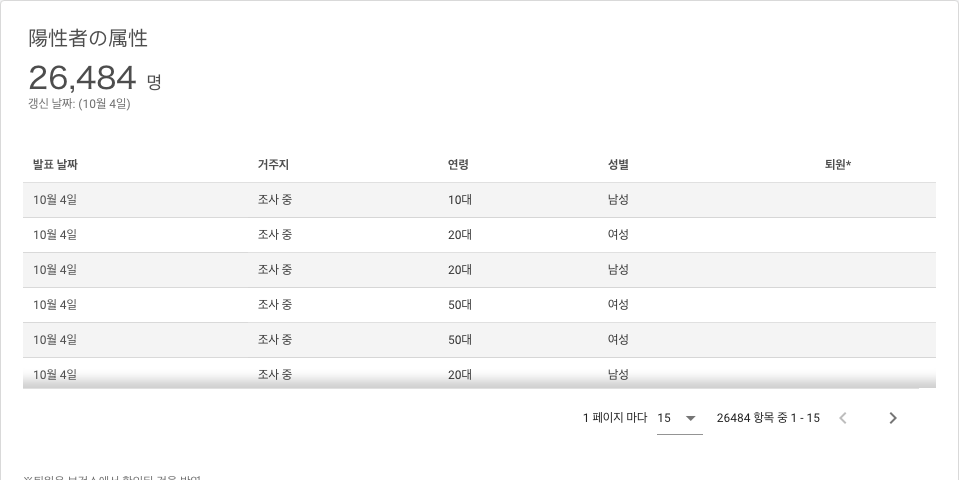 陽性者の属性
26,484 명
갱신 날짜: (10월 4일)
발표 날짜 거주지 연령 성별 퇴원*
10월 4일 조사 중 10대 남성
10월 4일 조사 중 20대 여성
10월 4일 조사 중 20대 남성
10월 4일 조사 중 50대 여성
10월 4일 조사 중 50대 여성
10월 4일 조사 중 20대 남성
1 페이지 마다 15 26484 항목 중 1 - 15